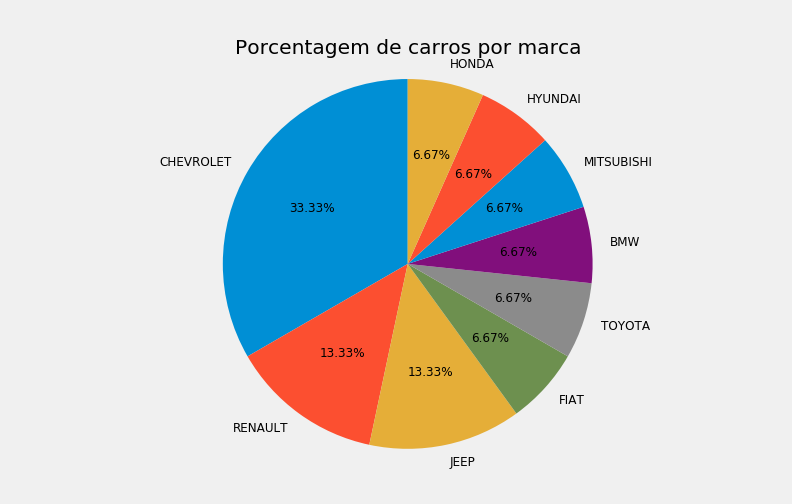 Porcentagem de carros por marca
HONDA
HYUNDAI
CHEVROLET
MITSUBISHI
6.67%
6.67%
33.33%
6.67%
BMW
6.67%
6.67%
TOYOTA
6.67%
13.33%
13.33%
FIAT
RENAULT
JEEP